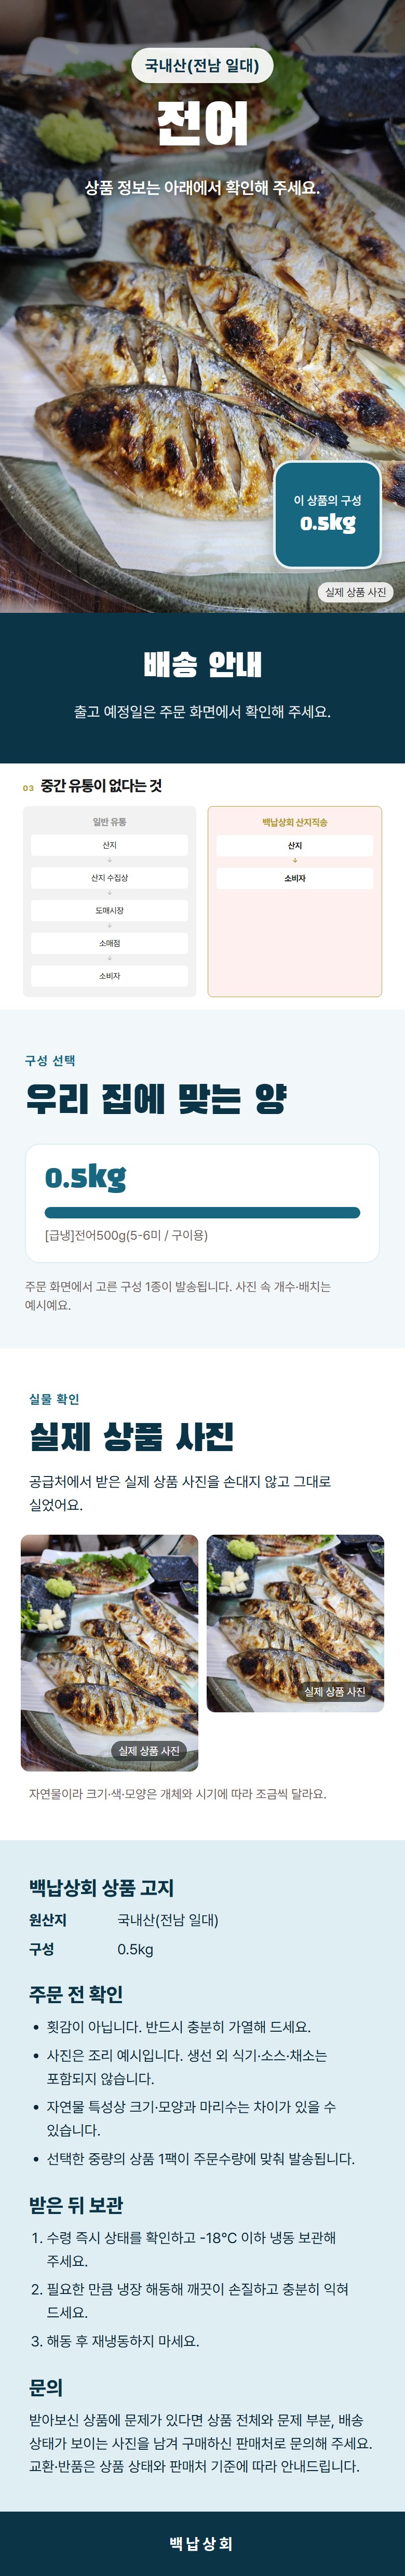 국내산(전남 일대)
전어
상품 정보는 아래에서 확인해 주세요.
이 상품의 구성
0.5kg
실제 상품 사진
배송 안내
출고 예정일은 주문 화면에서 확인해 주세요.
03 중간 유통이 없다는 것
일반 유통
산지
↓
산지 수집상
↓
도매시장
↓
소매점
↓
소비자
백납상회 산지직송
산지
↓
소비자
구성 선택
우리 집에 맞는 양
0.5kg
[급냉]전어500g(5-6미 / 구이용)
주문 화면에서 고른 구성 1종이 발송됩니다. 사진 속 개수·배치는
예시예요.
실물 확인
실제 상품 사진
공급처에서 받은 실제 상품 사진을 손대지 않고 그대로
실었어요.
실제 상품 사진
실제 상품 사진
자연물이라 크기·색·모양은 개체와 시기에 따라 조금씩 달라요.
백납상회 상품 고지
원산지 국내산(전남 일대)
구성 0.5kg
주문 전 확인
• 횟감이 아닙니다. 반드시 충분히 가열해 드세요.
• 사진은 조리 예시입니다. 생선 외 식기·소스·채소는
포함되지 않습니다.
• 자연물 특성상 크기·모양과 마리수는 차이가 있을 수
있습니다.
• 선택한 중량의 상품 1팩이 주문수량에 맞춰 발송됩니다.
받은 뒤 보관
1. 수령 즉시 상태를 확인하고 -18°C 이하 냉동 보관해
주세요.
2. 필요한 만큼 냉장 해동해 깨끗이 손질하고 충분히 익혀
드세요.
3. 해동 후 재냉동하지 마세요.
문의
받아보신 상품에 문제가 있다면 상품 전체와 문제 부분, 배송
상태가 보이는 사진을 남겨 구매하신 판매처로 문의해 주세요.
교환·반품은 상품 상태와 판매처 기준에 따라 안내드립니다.
백납상회